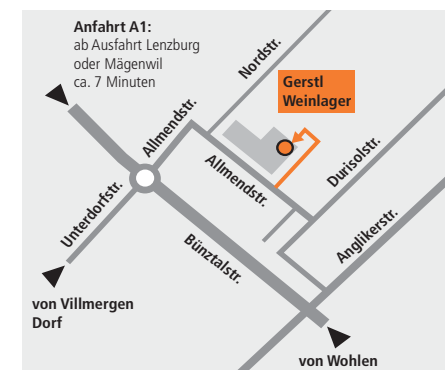 Anfahrt A1:
ab Ausfahrt Lenzburg
oder Mägenwil
ca. 7 Minuten
Nordstr.
Gerstl
Weinlager
Allmendstr.
Allmendstr.
Durisolstr.
Unterdorfstr.
Anglikerstr.
Bünztalstr.
von Villmergen
Dorf
von Wohlen